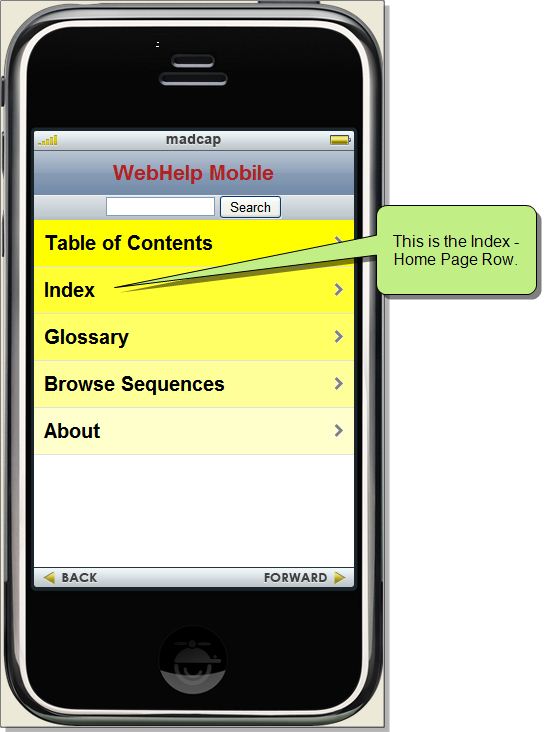 madcap
WebHelp Mobile
Search
Table of Contents
Index
Glossary
Browse Sequences
About
BACK
FORWARD
This is the Index -
Home Page Row.